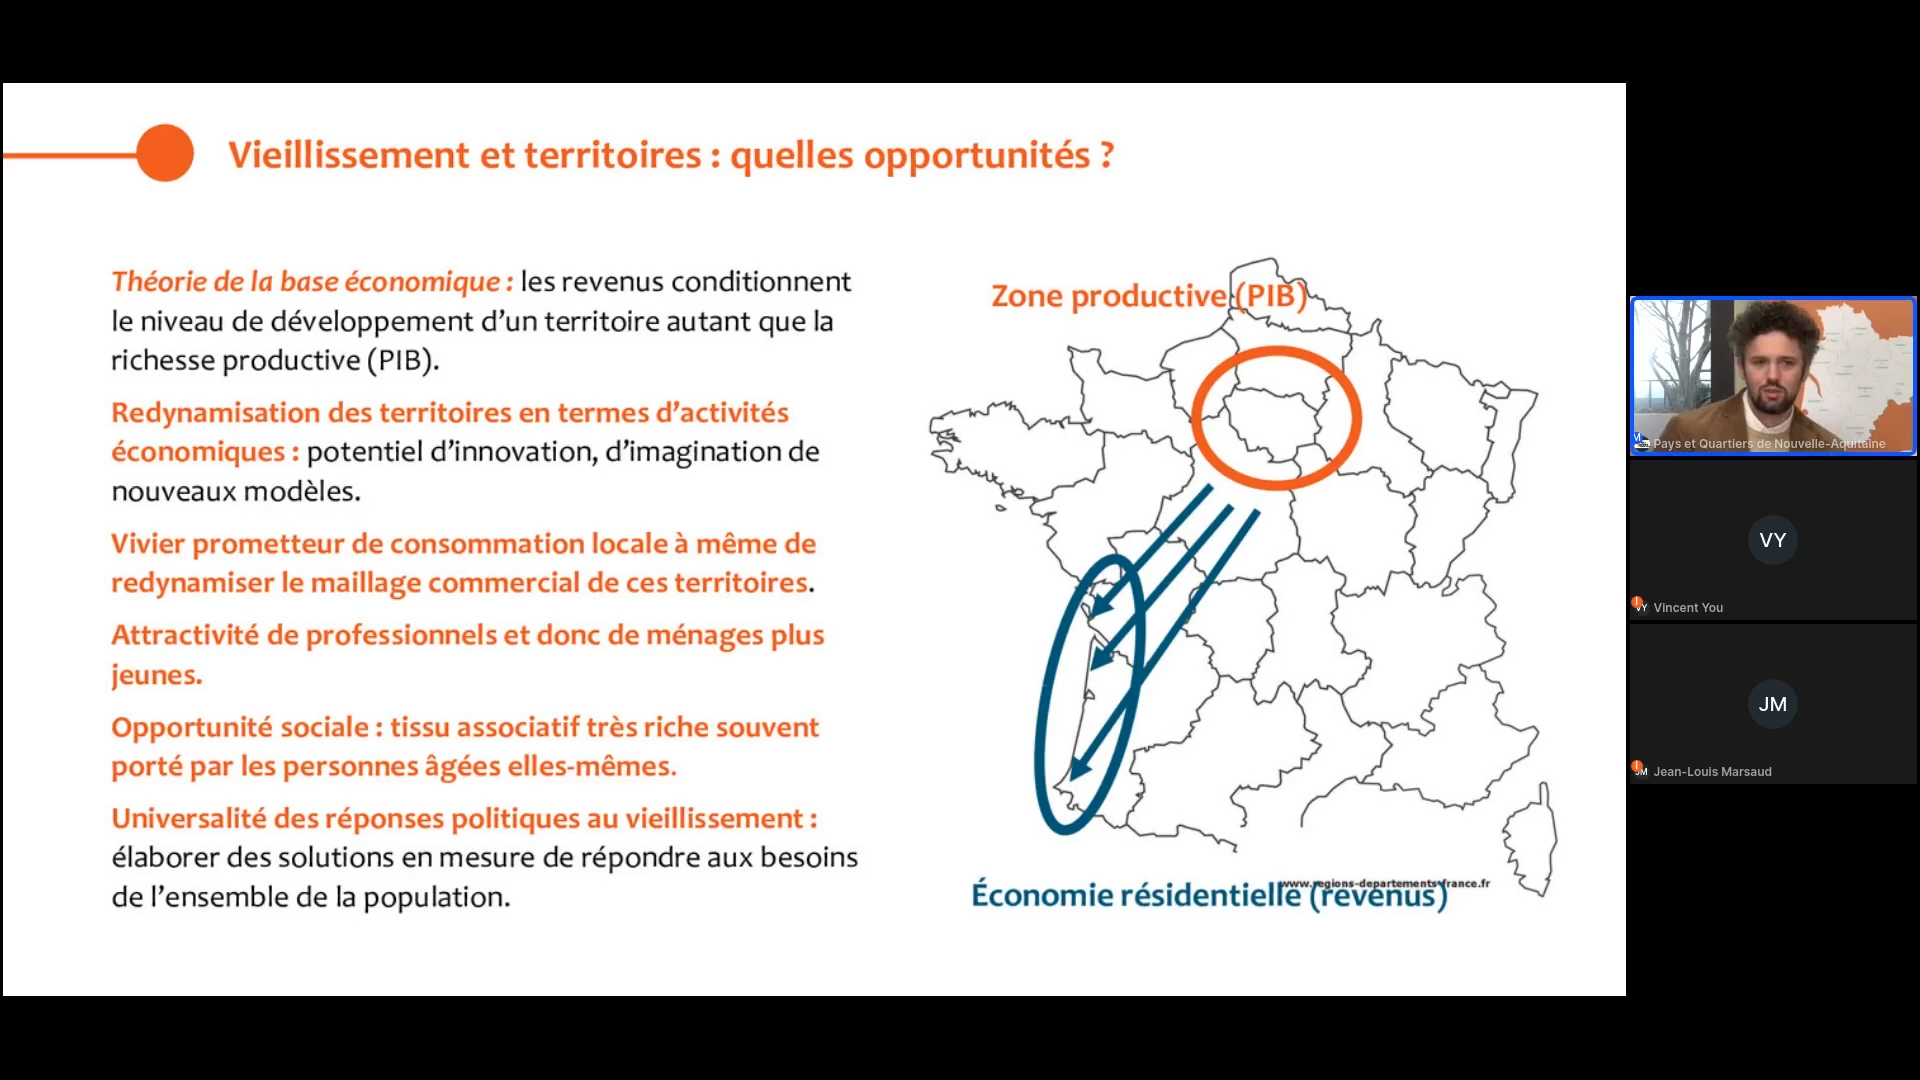 Vieillissement et territoires : quelles opportunités ?
Théorie de la base économique : les revenus conditionnent
le niveau de développement d’un territoire autant que la
richesse productive (PIB).
Redynamisation des territoires en termes d’activités
économiques : potentiel d’innovation, d’imagination de
nouveaux modèles.
Vivier prometteur de consommation locale à même de
redynamiser le maillage commercial de ces territoires.
Attractivité de professionnels et donc de ménages plus
jeunes.
Opportunité sociale : tissu associatif très riche souvent
porté par les personnes âgées elles-mêmes.
Universalité des réponses politiques au vieillissement :
élaborer des solutions en mesure de répondre aux besoins
de l’ensemble de la population.
Zone productive (PIB)
www.regions-departements-france.fr
Économie résidentielle (revenus)
Pays et Quartiers de Nouvelle-Aquitaine
VY
VY Vincent You
JM
JM Jean-Louis Marsaud